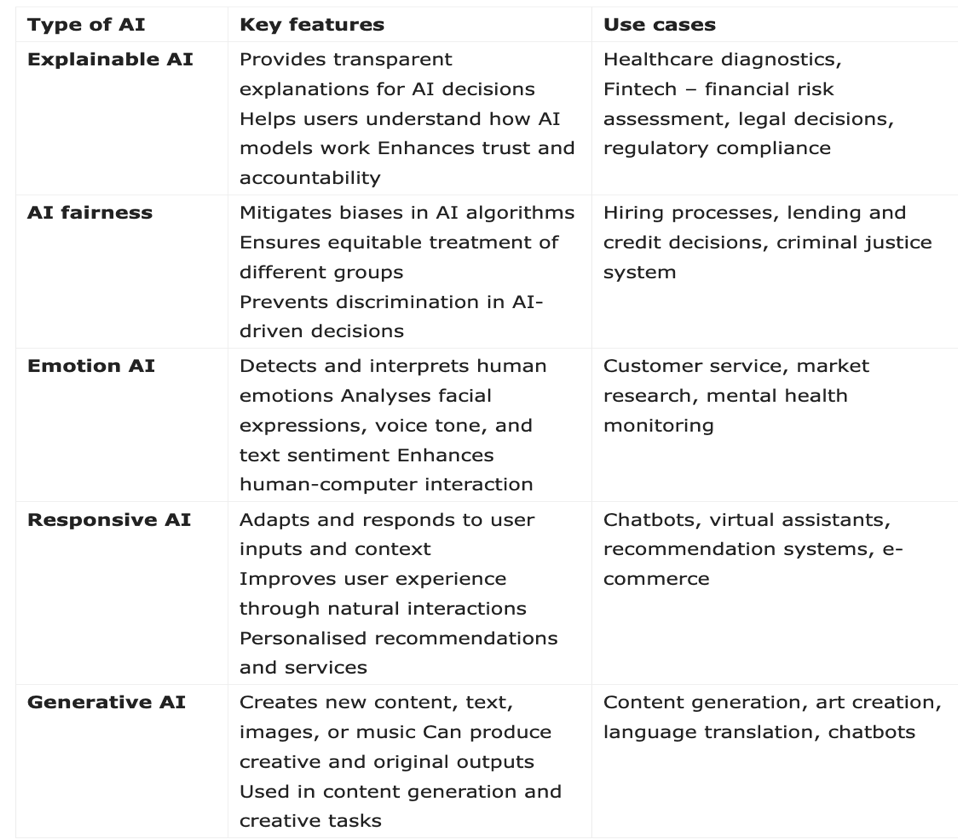 Type of AI
Key features
Use cases
Explainable AI
Provides transparent
explanations for AI decisions
Helps users understand how AI
models work Enhances trust and
accountability
Healthcare diagnostics,
Fintech – financial risk
assessment, legal decisions,
regulatory compliance
AI fairness
Mitigates biases in AI algorithms
Ensures equitable treatment of
different groups
Prevents discrimination in AI-
driven decisions
Hiring processes, lending and
credit decisions, criminal justice
system
Emotion AI
Detects and interprets human
emotions Analyses facial
expressions, voice tone, and
text sentiment Enhances
human-computer interaction
Customer service, market
research, mental health
monitoring
Responsive AI
Adapts and responds to user
inputs and context
Improves user experience
through natural interactions
Personalised recommendations
and services
Chatbots, virtual assistants,
recommendation systems, e-
commerce
Generative AI
Creates new content, text,
images, or music Can produce
creative and original outputs
Used in content generation and
creative tasks
Content generation, art creation,
language translation, chatbots